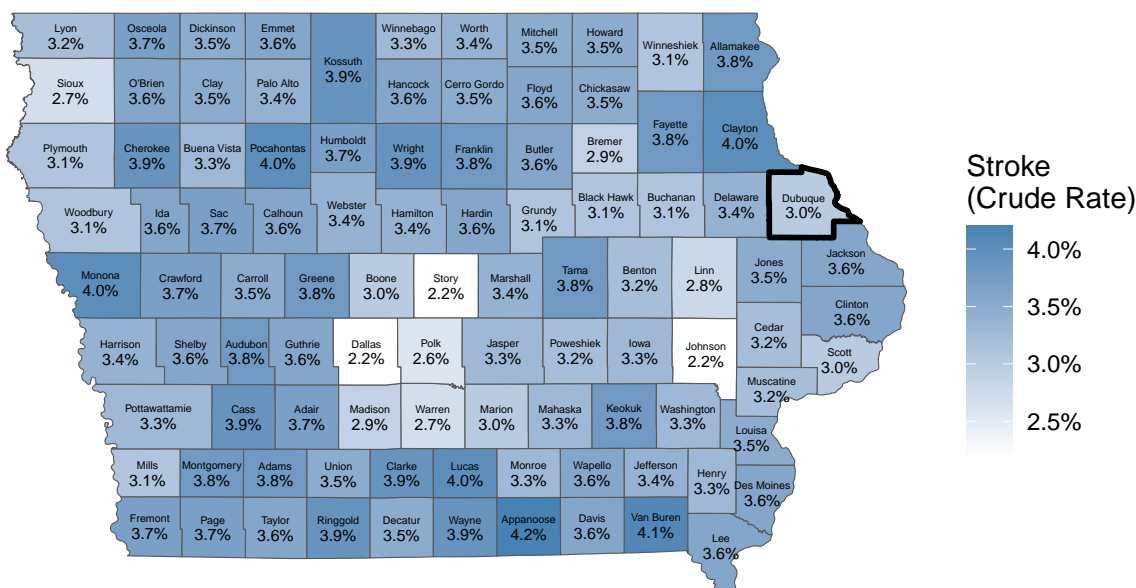 Lyon
3.2%
Osceola
3.7%
Dickinson
3.5%
Emmet
3.6%
Kossuth
3.9%
Winnebago
3.3%
Worth
3.4%
Mitchell
3.5%
Howard
3.5%
Winneshiek
3.1%
Allamakee
3.8%
Sioux
2.7%
O'Brien
3.6%
Clay
3.5%
Palo Alto
3.4%
Hancock
3.6%
Cerro Gordo
3.5%
Floyd
3.6%
Chickasaw
3.5%
Plymouth
3.1%
Cherokee
3.9%
Buena Vista
3.3%
Pocahontas
4.0%
Humboldt
3.7%
Wright
3.9%
Franklin
3.8%
Butler
3.6%
Bremer
2.9%
Fayette
3.8%
Clayton
4.0%
Woodbury
3.1%
Ida
3.6%
Sac
3.7%
Calhoun
3.6%
Webster
3.4%
Hamilton
3.4%
Hardin
3.6%
Grundy
3.1%
Black Hawk
3.1%
Buchanan
3.1%
Delaware
3.4%
Dubuque
3.0%
Monona
4.0%
Crawford
3.7%
Carroll
3.5%
Greene
3.8%
Boone
3.0%
Story
2.2%
Marshall
3.4%
Tama
3.8%
Benton
3.2%
Linn
2.8%
Jones
3.5%
Jackson
3.6%
Clinton
3.6%
Harrison
3.4%
Shelby
3.6%
Audubon
3.8%
Guthrie
3.6%
Dallas
2.2%
Polk
2.6%
Jasper
3.3%
Poweshiek
3.2%
Iowa
3.3%
Johnson
2.2%
Cedar
3.2%
Scott
3.0%
Muscatine
3.2%
Pottawattamie
3.3%
Cass
3.9%
Adair
3.7%
Madison
2.9%
Warren
2.7%
Marion
3.0%
Mahaska
3.3%
Keokuk
3.8%
Washington
3.3%
Louisa
3.5%
Mills
3.1%
Montgomery
3.8%
Adams
3.8%
Union
3.5%
Clarke
3.9%
Lucas
4.0%
Monroe
3.3%
Wapello
3.6%
Jefferson
3.4%
Henry
3.3%
Des Moines
3.6%
Fremont
3.7%
Page
3.7%
Taylor
3.6%
Ringgold
3.9%
Decatur
3.5%
Wayne
3.9%
Appanoose
4.2%
Davis
3.6%
Van Buren
4.1%
Lee
3.6%
Stroke
(Crude Rate)
4.0%
3.5%
3.0%
2.5%